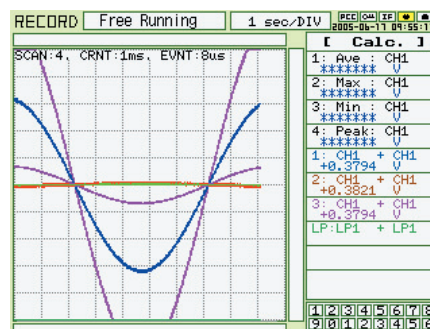 RECORD Free Running 1 sec/DIV
2005-06-17 09:55:1
SCAN:4, CRNT:1ms, EVNT:8us
[ Calc. ]
1: Ave : CH1
******* V
2: Max : CH1
******* V
3: Min : CH1
******* V
4: Peak: CH1
******* V
1: CH1 + CH1
+0.3794 V
2: CH1 + CH1
+0.3821 V
3: CH1 + CH1
+0.3794 V
LP:LP1 + LP1
1 2 3 4 5 6 7 8
9 0 1 2 3 4 5 6